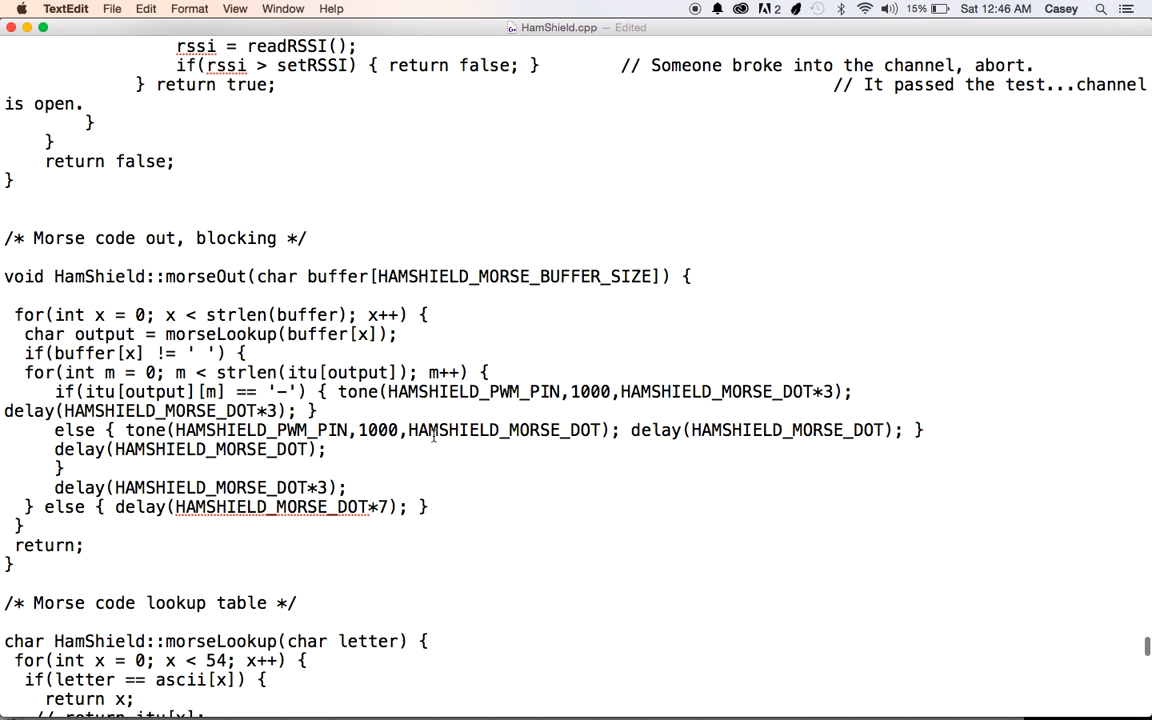 TextEdit File Edit Format View Window Help 2 15% Sat 12:46 AM Casey
HamShield.cpp — Edited
rssi = readRSSI();
if(rssi > setRSSI) { return false; } // Someone broke into the channel, abort.
} return true; // It passed the test...channel
is open.
}
}
return false;
}
/* Morse code out, blocking */
void HamShield::morseOut(char buffer[HAMSHIELD_MORSE_BUFFER_SIZE]) {
for(int x = 0; x < strlen(buffer); x++) {
char output = morseLookup(buffer[x]);
if(buffer[x] != ' ') {
for(int m = 0; m < strlen(itu[output]); m++) {
if(itu[output][m] == '-') { tone(HAMSHIELD_PWM_PIN,1000,HAMSHIELD_MORSE_DOT*3);
delay(HAMSHIELD_MORSE_DOT*3); }
else { tone(HAMSHIELD_PWM_PIN,1000,HAMSHIELD_MORSE_DOT); delay(HAMSHIELD_MORSE_DOT); }
delay(HAMSHIELD_MORSE_DOT);
}
delay(HAMSHIELD_MORSE_DOT*3);
} else { delay(HAMSHIELD_MORSE_DOT*7); }
}
return;
}
/* Morse code lookup table */
char HamShield::morseLookup(char letter) {
for(int x = 0; x < 54; x++) {
if(letter == ascii[x]) {
return x;
// return itu[x];